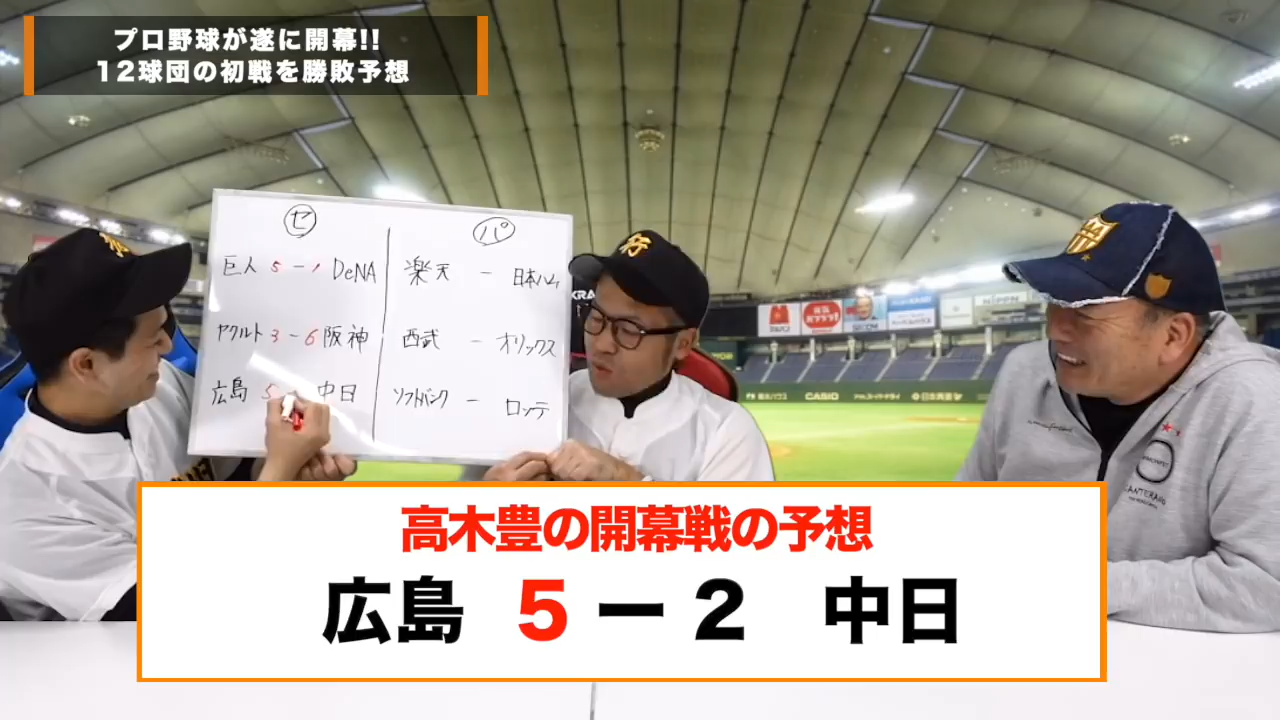 プロ野球が遂に開幕!!
12球団の初戦を勝敗予想
セ
パ
巨人 5 - 1 DeNA
楽天 - 日本ハム
ヤクルト 3 - 6 阪神
西武 - オリックス
広島 5 中日
ソフトバンク - ロッテ
CASIO
高木豊の開幕戦の予想
広島 5 ー 2 中日